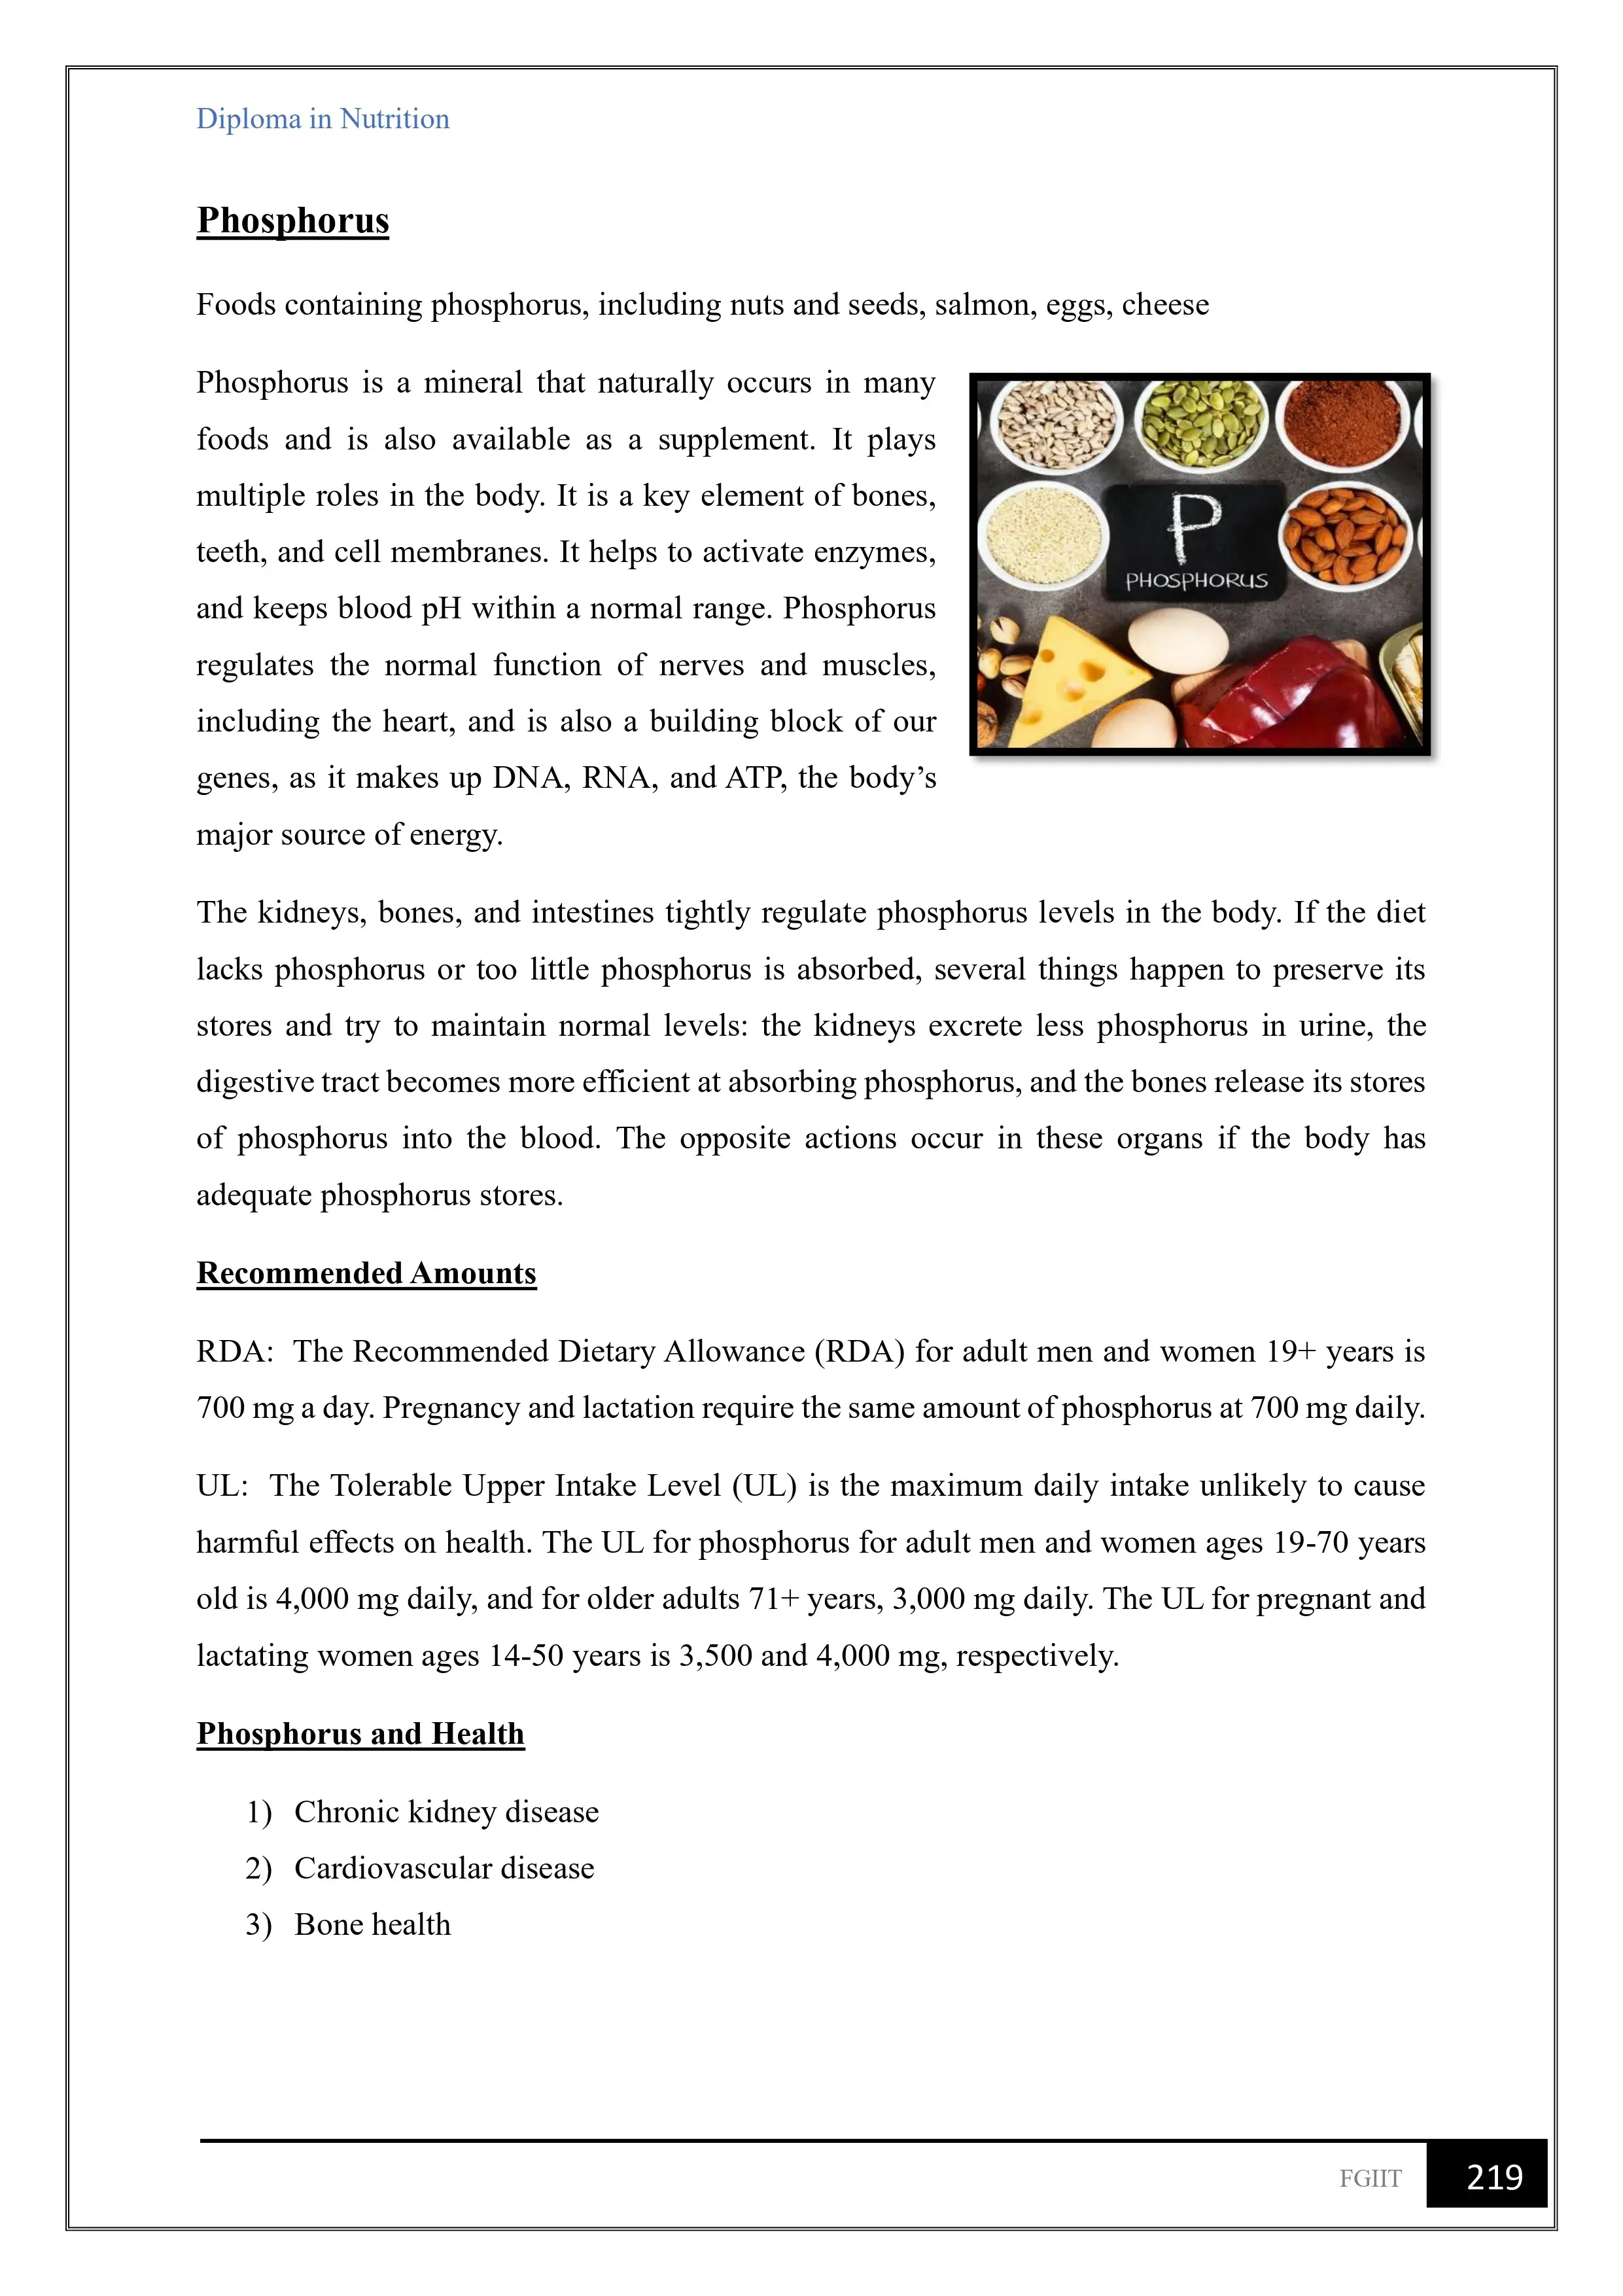 Diploma in Nutrition
Phosphorus
Foods containing phosphorus, including nuts and seeds, salmon, eggs, cheese
Phosphorus is a mineral that naturally occurs in many
foods and is also available as a supplement. It plays
multiple roles in the body. It is a key element of bones,
teeth, and cell membranes. It helps to activate enzymes,
and keeps blood pH within a normal range. Phosphorus
regulates the normal function of nerves and muscles,
including the heart, and is also a building block of our
genes, as it makes up DNA, RNA, and ATP, the body’s
major source of energy.
P
PHOSPHORUS
The kidneys, bones, and intestines tightly regulate phosphorus levels in the body. If the diet
lacks phosphorus or too little phosphorus is absorbed, several things happen to preserve its
stores and try to maintain normal levels: the kidneys excrete less phosphorus in urine, the
digestive tract becomes more efficient at absorbing phosphorus, and the bones release its stores
of phosphorus into the blood. The opposite actions occur in these organs if the body has
adequate phosphorus stores.
Recommended Amounts
RDA:  The Recommended Dietary Allowance (RDA) for adult men and women 19+ years is
700 mg a day. Pregnancy and lactation require the same amount of phosphorus at 700 mg daily.
UL:  The Tolerable Upper Intake Level (UL) is the maximum daily intake unlikely to cause
harmful effects on health. The UL for phosphorus for adult men and women ages 19-70 years
old is 4,000 mg daily, and for older adults 71+ years, 3,000 mg daily. The UL for pregnant and
lactating women ages 14-50 years is 3,500 and 4,000 mg, respectively.
Phosphorus and Health
1) Chronic kidney disease
2) Cardiovascular disease
3) Bone health
FGIIT 219